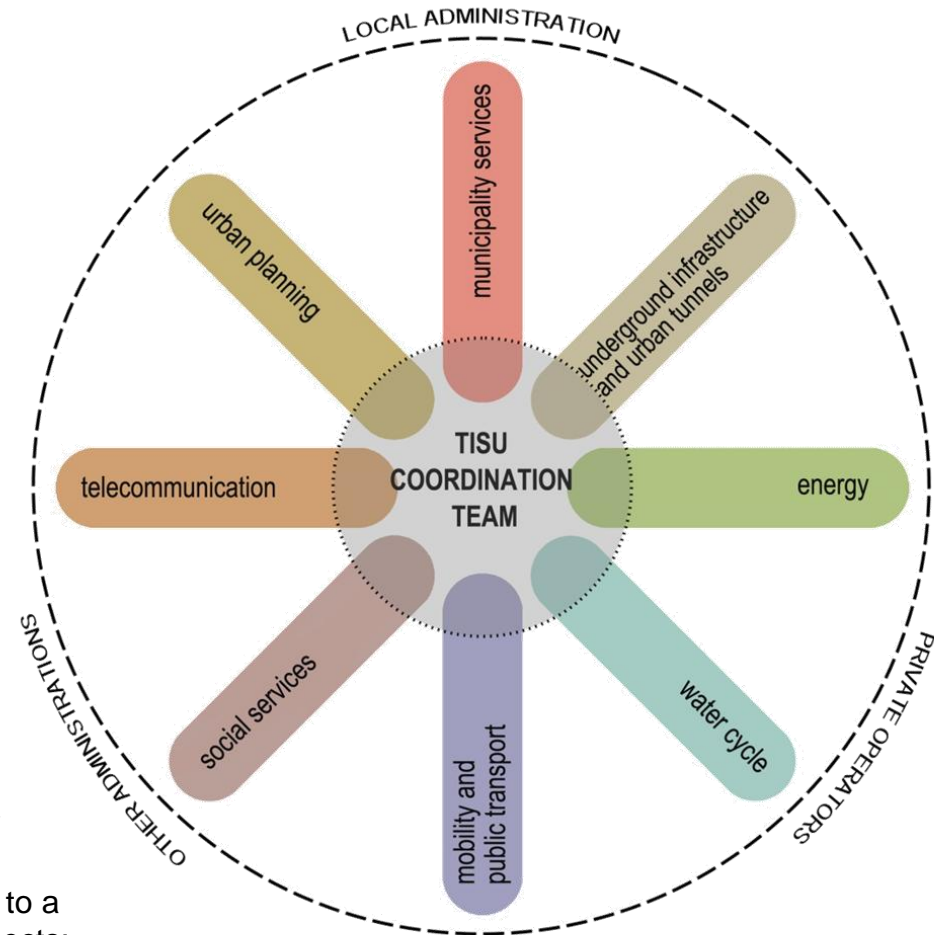 LOCAL ADMINISTRATION
municipality services
urban planning
underground infrastructure
and urban tunnels
TISU
COORDINATION
TEAM
telecommunication
energy
social services
water cycle
mobility and
public transport
OTHER ADMINISTRATIONS
PRIVATE OPERATORS
to a